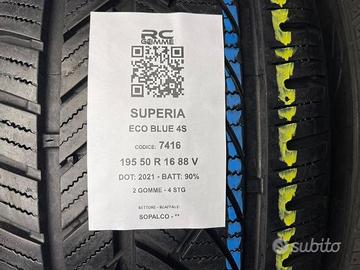 RC
GOMME
SUPERIA
ECO BLUE 4S
CODICE: 7416
195 50 R 16 88 V
DOT: 2021 - BATT: 90%
2 GOMME - 4 STG
SETTORE - SCAFFALE:
SOPALCO - **
subito